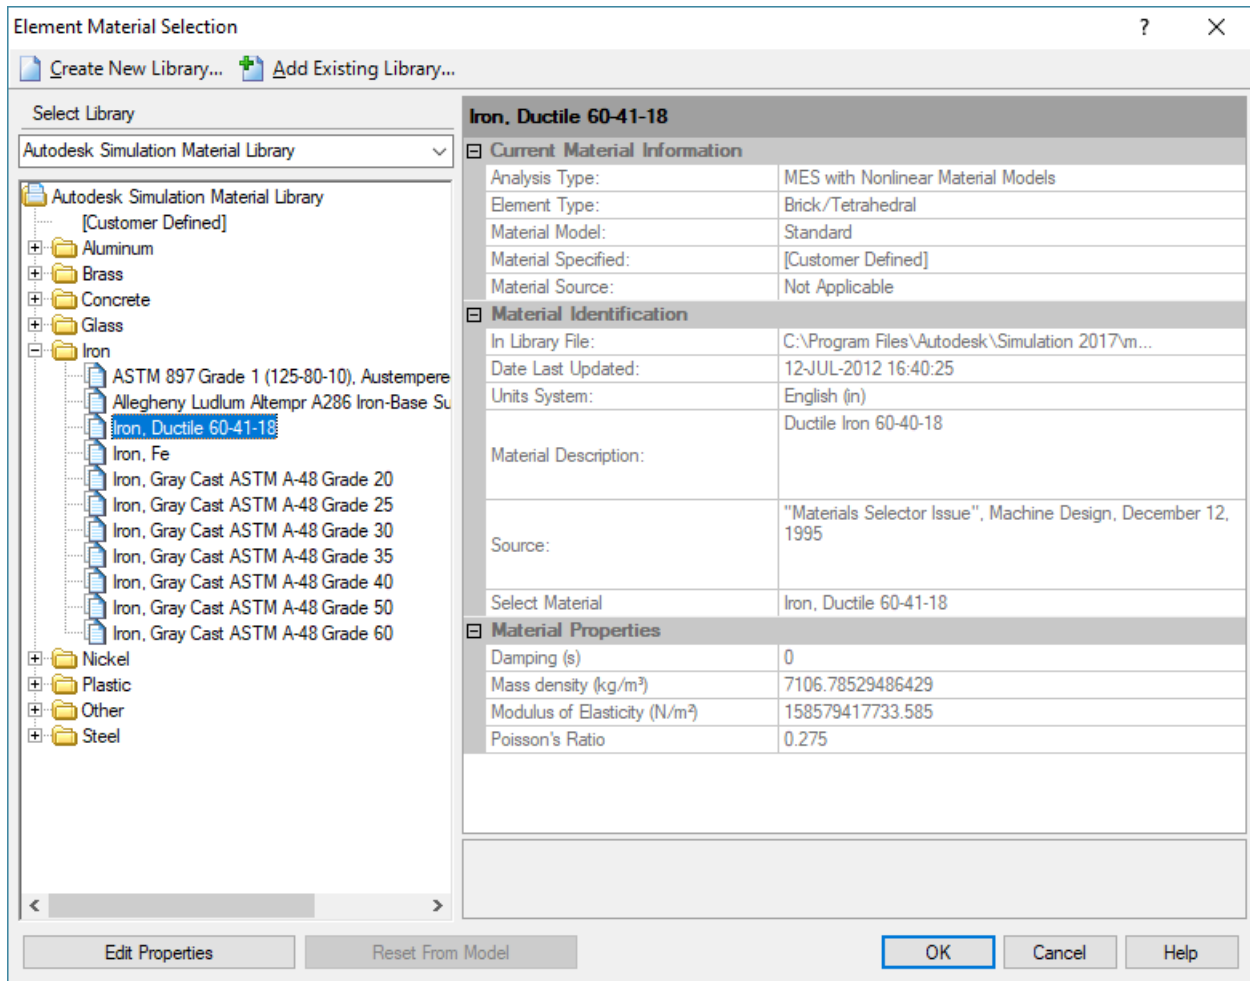 Element Material Selection
?
Create New Library... Add Existing Library...
Select Library
Autodesk Simulation Material Library
Autodesk Simulation Material Library
[Customer Defined]
Aluminum
Brass
Concrete
Glass
Iron
ASTM 897 Grade 1 (125-80-10), Austempere
Allegheny Ludlum Altempr A286 Iron-Base Su
Iron, Ductile 60-41-18
Iron, Fe
Iron, Gray Cast ASTM A-48 Grade 20
Iron, Gray Cast ASTM A-48 Grade 25
Iron, Gray Cast ASTM A-48 Grade 30
Iron, Gray Cast ASTM A-48 Grade 35
Iron, Gray Cast ASTM A-48 Grade 40
Iron, Gray Cast ASTM A-48 Grade 50
Iron, Gray Cast ASTM A-48 Grade 60
Nickel
Plastic
Other
Steel
Iron, Ductile 60-41-18
Current Material Information
Analysis Type: MES with Nonlinear Material Models
Element Type: Brick/Tetrahedral
Material Model: Standard
Material Specified: [Customer Defined]
Material Source: Not Applicable
Material Identification
In Library File: C:\Program Files\Autodesk\Simulation 2017\m...
Date Last Updated: 12-JUL-2012 16:40:25
Units System: English (in)
Material Description: Ductile Iron 60-40-18
Source: "Materials Selector Issue", Machine Design, December 12,
1995
Select Material Iron, Ductile 60-41-18
Material Properties
Damping (s) 0
Mass density (kg/m³) 7106.78529486429
Modulus of Elasticity (N/m²) 158579417733.585
Poisson's Ratio 0.275
Edit Properties Reset From Model OK Cancel Help